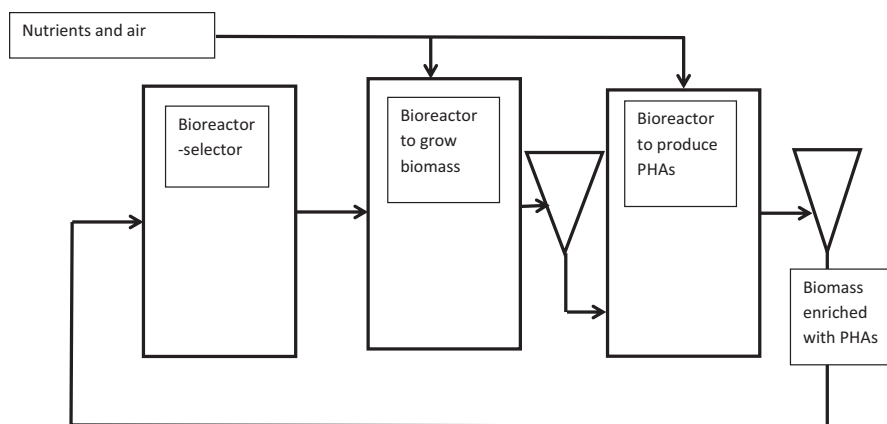 Nutrients and air
Bioreactor
-selector
Bioreactor
to grow
biomass
Bioreactor
to produce
PHAs
Biomass
enriched
with PHAs